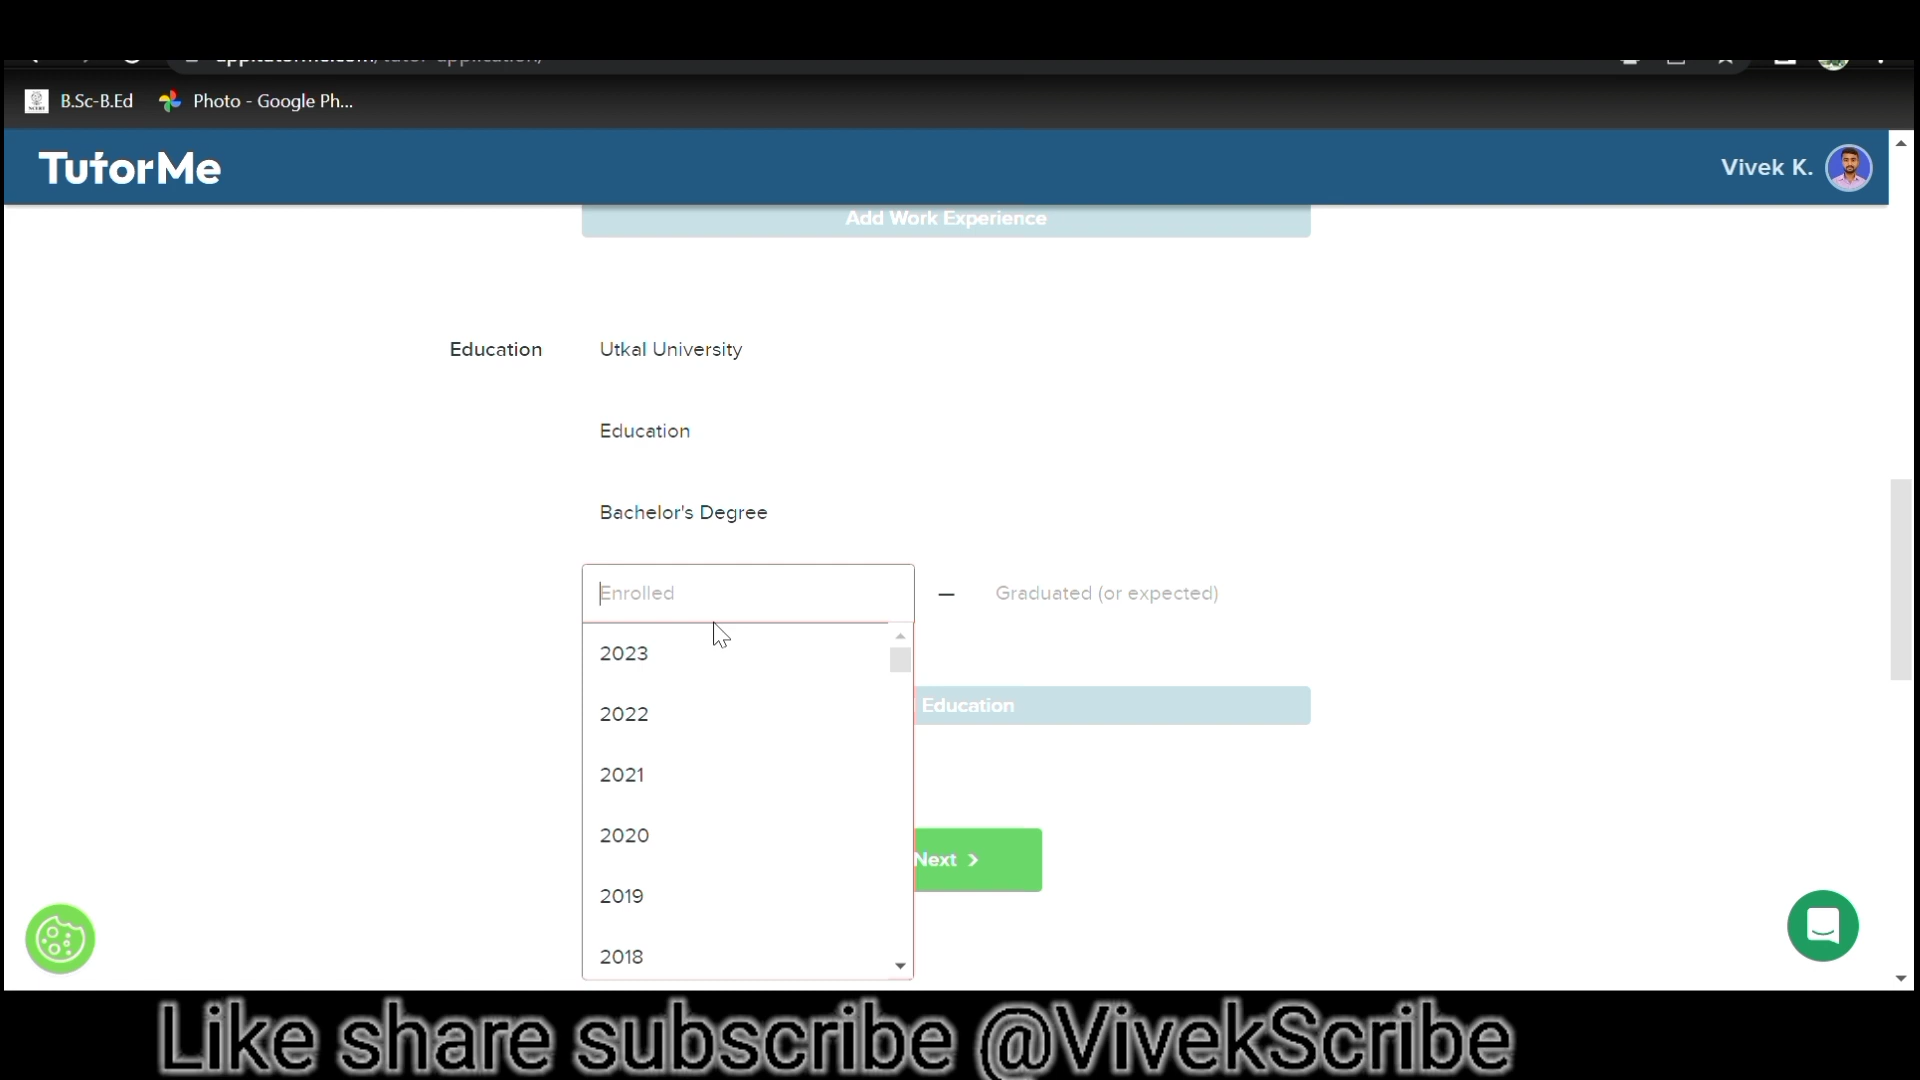 B.Sc-B.Ed Photo - Google Ph...
TutorMe
Vivek K.
Add Work Experience
Education Utkal University
Education
Bachelor's Degree
Enrolled — Graduated (or expected)
2023
2022
Education
2021
2020
Next >
2019
2018
Like share subscribe @VivekScribe